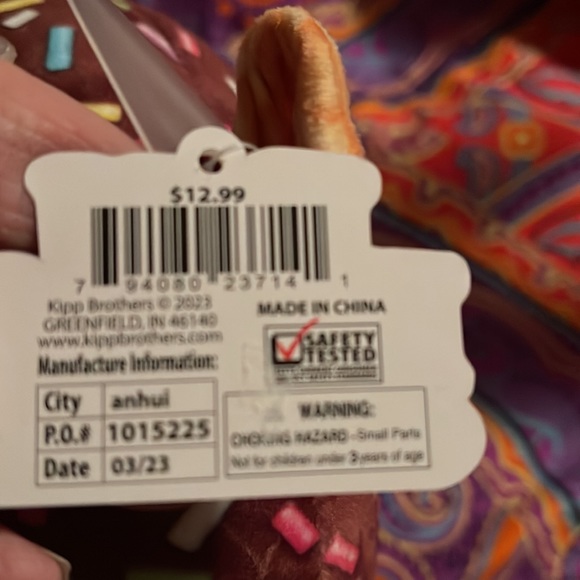 $12.99
7 94080 23714 1
Kipp Brothers © 2023
GREENFIELD, IN 46140
www.kippbrothers.com
MADE IN CHINA
SAFETY
TESTED
Manufacture Information:
City anhui
P.O.# 1015225
Date 03/23
WARNING:
CHOKING HAZARD--Small Parts
Not for children under 3 years of age